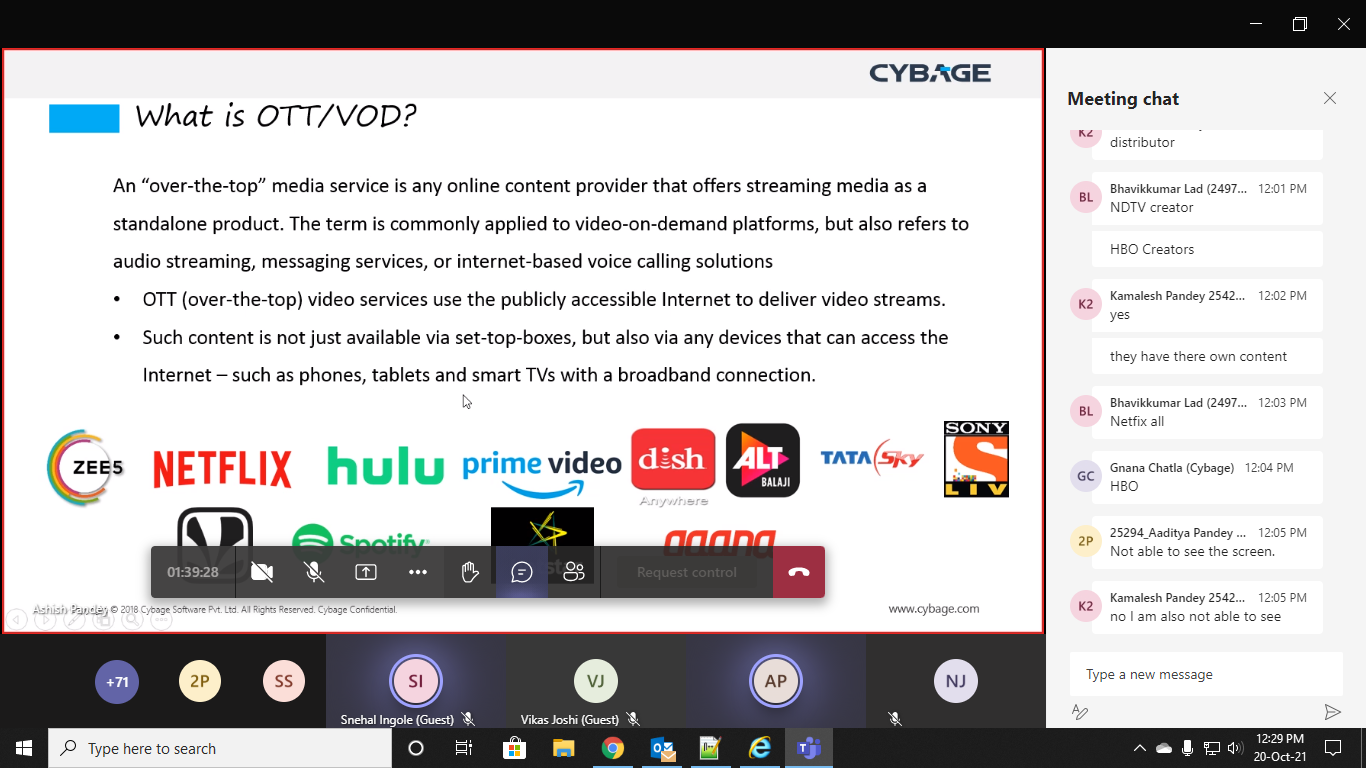 CYBAGE
What is OTT/VOD?
An “over-the-top” media service is any online content provider that offers streaming media as a
standalone product. The term is commonly applied to video-on-demand platforms, but also refers to
audio streaming, messaging services, or internet-based voice calling solutions
• OTT (over-the-top) video services use the publicly accessible Internet to deliver video streams.
• Such content is not just available via set-top-boxes, but also via any devices that can access the
Internet – such as phones, tablets and smart TVs with a broadband connection.
ZEE5
NETFLIX
hulu
prime video
dish
Anywhere
ALT
BALAJI
TATA Sky
SONY
LIV
Spotify
gaana
01:39:28
Request control
Ashish Pandey
© 2018 Cybage Software Pvt. Ltd. All Rights Reserved. Cybage Confidential.
www.cybage.com
+71
2P
SS
SI
Snehal Ingole (Guest)
VJ
Vikas Joshi (Guest)
AP
NJ
Meeting chat
K2
distributor
BL
Bhavikkumar Lad (2497... 12:01 PM
NDTV creator
HBO Creators
K2
Kamalesh Pandey 2542... 12:02 PM
yes
they have there own content
BL
Bhavikkumar Lad (2497... 12:03 PM
Netfix all
GC
Gnana Chatla (Cybage) 12:04 PM
HBO
2P
25294_Aaditya Pandey ... 12:05 PM
Not able to see the screen.
K2
Kamalesh Pandey 2542... 12:05 PM
no I am also not able to see
Type a new message
Type here to search
12:29 PM
20-Oct-21